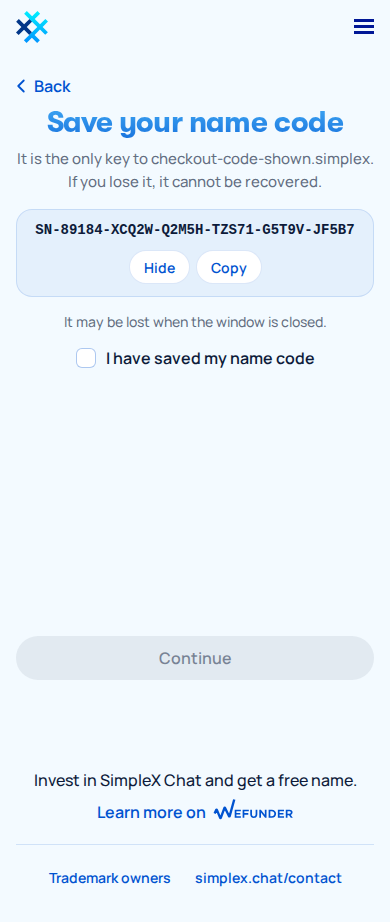 Back
Save your name code
It is the only key to checkout-code-shown.simplex.
If you lose it, it cannot be recovered.
SN-89184-XCQ2W-Q2M5H-TZS71-G5T9V-JF5B7
Hide Copy
It may be lost when the window is closed.
I have saved my name code
Continue
Invest in SimpleX Chat and get a free name.
Learn more on WEFUNDER
Trademark owners simplex.chat/contact